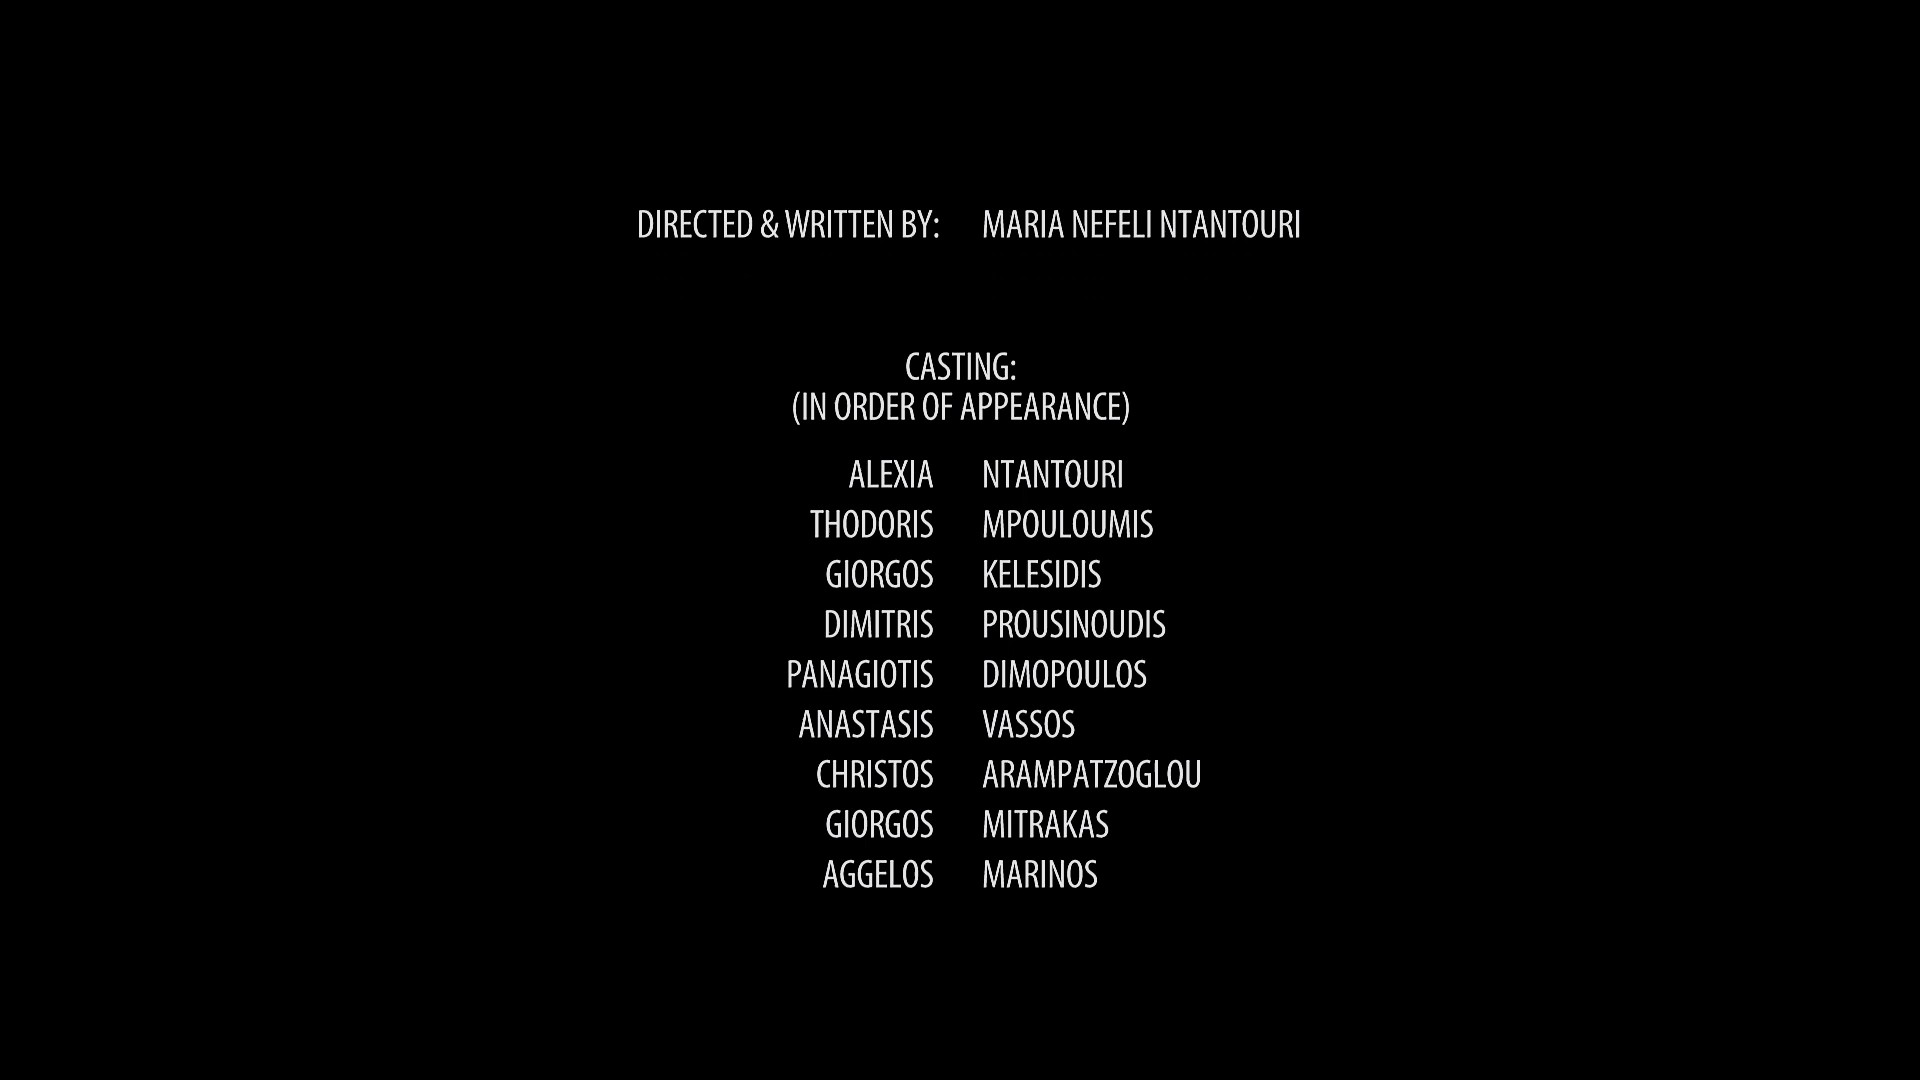 DIRECTED & WRITTEN BY: MARIA NEFELI NTANTOURI
CASTING:
(IN ORDER OF APPEARANCE)
ALEXIA NTANTOURI
THODORIS MPOULOUMIS
GIORGOS KELESIDIS
DIMITRIS PROUSINOUDIS
PANAGIOTIS DIMOPOULOS
ANASTASIS VASSOS
CHRISTOS ARAMPATZOGLOU
GIORGOS MITRAKAS
AGGELOS MARINOS